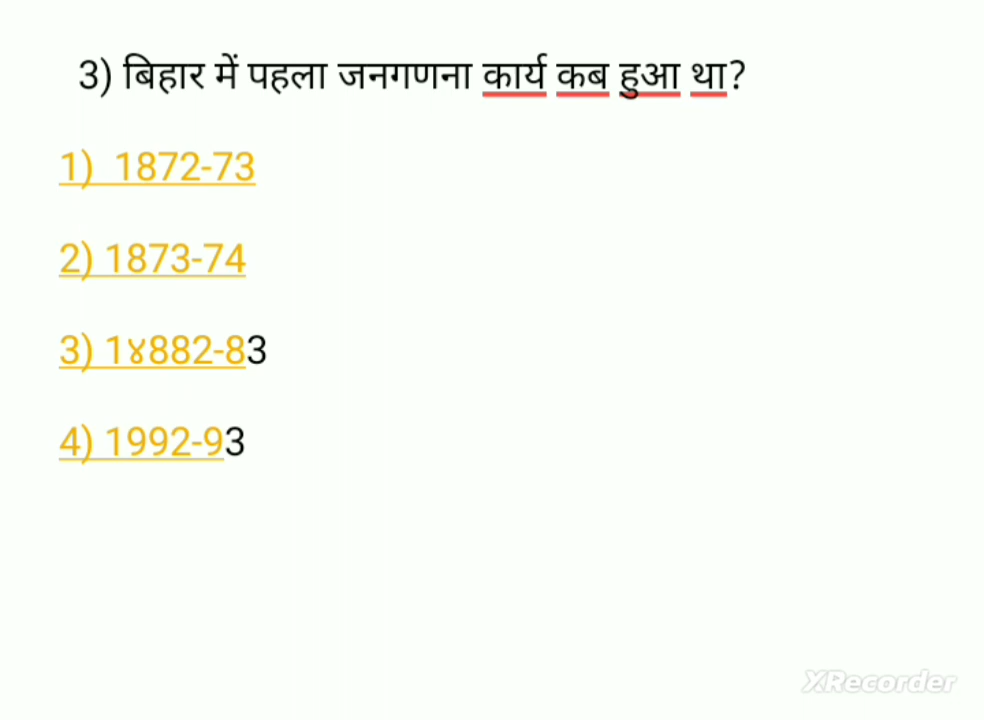 3) बिहार में पहला जनगणना कार्य कब हुआ था?
1) 1872-73
2) 1873-74
3) 1४882-83
4) 1992-93
XRecorder